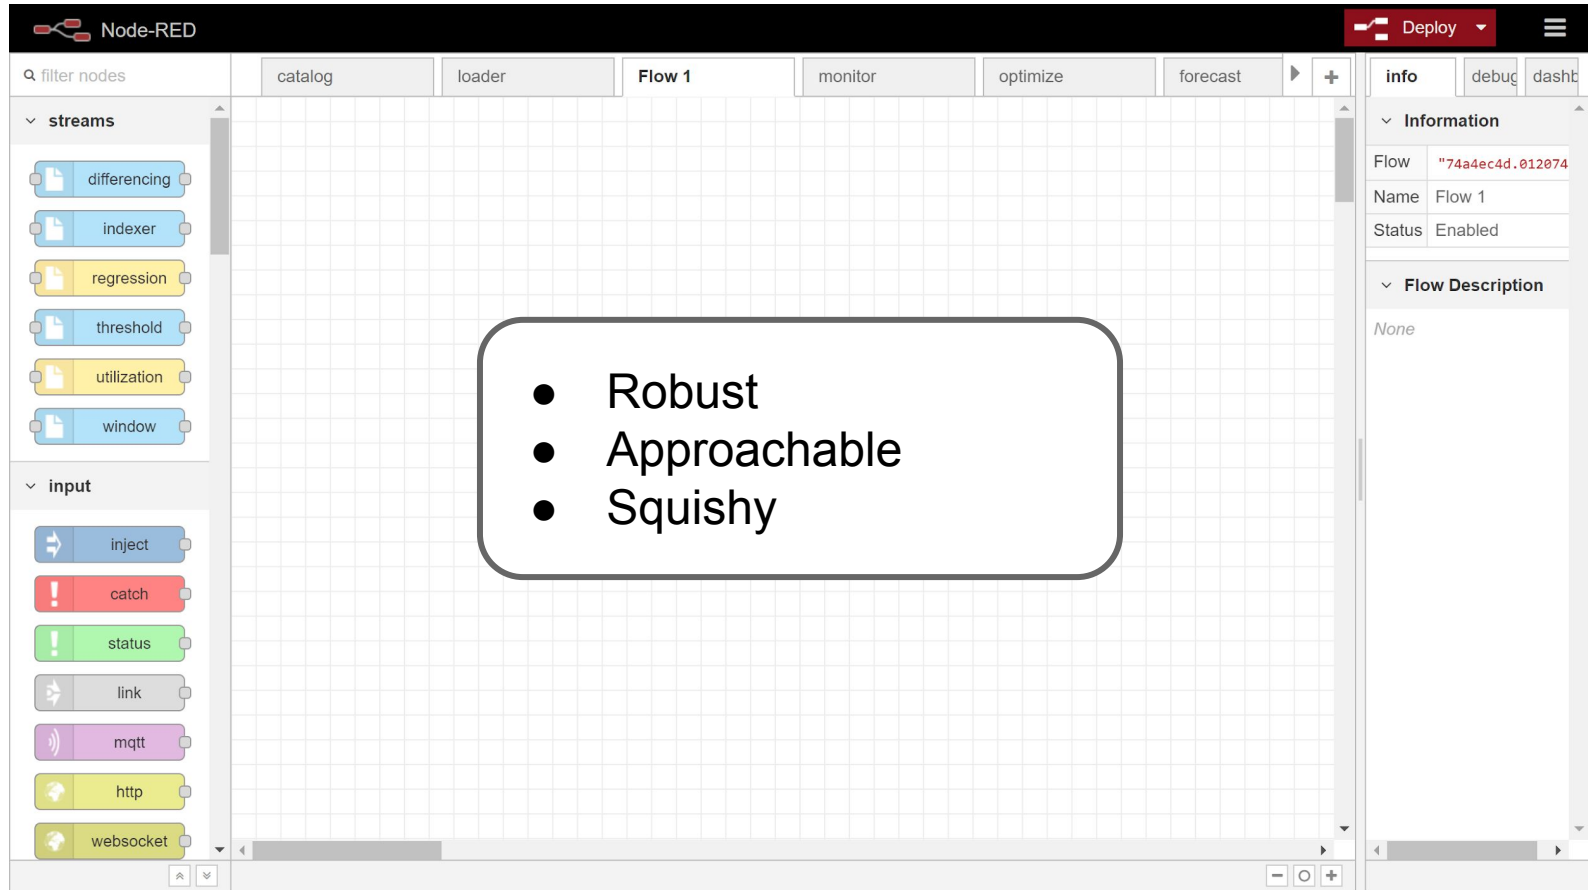 Node-RED
Deploy
filter nodes
catalog
loader
Flow 1
monitor
optimize
forecast
info
debug
dashb
streams
differencing
indexer
regression
threshold
utilization
window
input
inject
catch
status
link
mqtt
http
websocket
● Robust
● Approachable
● Squishy
Information
Flow "74a4ec4d.012074
Name Flow 1
Status Enabled
Flow Description
None